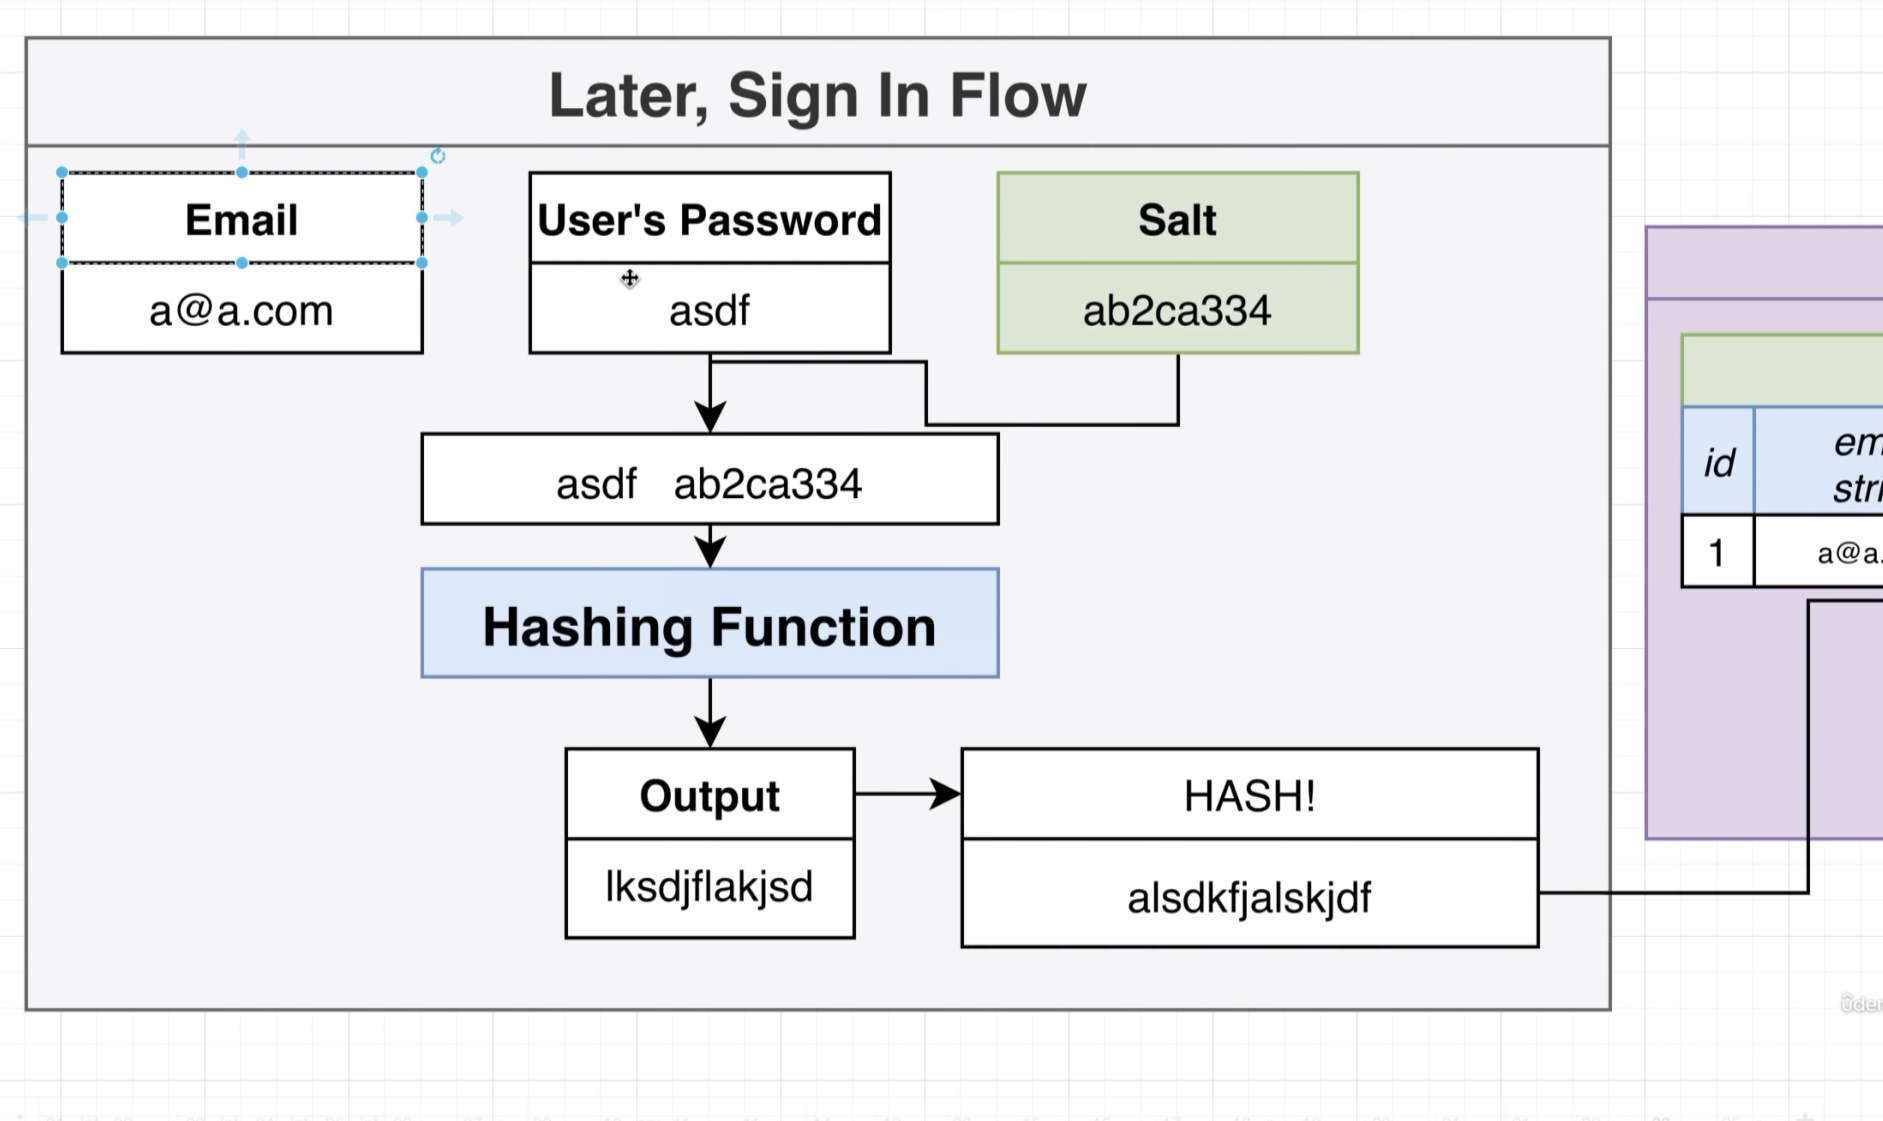 Later, Sign In Flow
Email
User's Password
Salt
a@a.com
asdf
ab2ca334
asdf ab2ca334
Hashing Function
Output
HASH!
lksdjflakjsd
alsdkfjalskjdf
id
1
a@a.